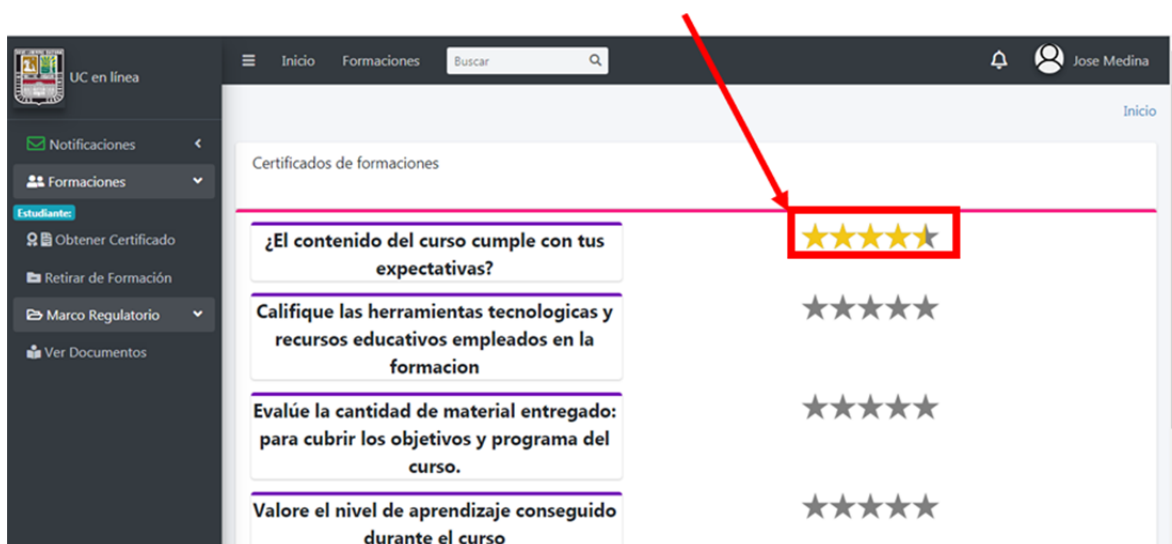 UC en línea
Inicio
Formaciones
Buscar
Jose Medina
Inicio
Notificaciones
Formaciones
Estudiante:
Obtener Certificado
Retirar de Formación
Marco Regulatorio
Ver Documentos
Certificados de formaciones
¿El contenido del curso cumple con tus
expectativas?
Califique las herramientas tecnologicas y
recursos educativos empleados en la
formacion
Evalúe la cantidad de material entregado:
para cubrir los objetivos y programa del
curso.
Valore el nivel de aprendizaje conseguido
durante el curso